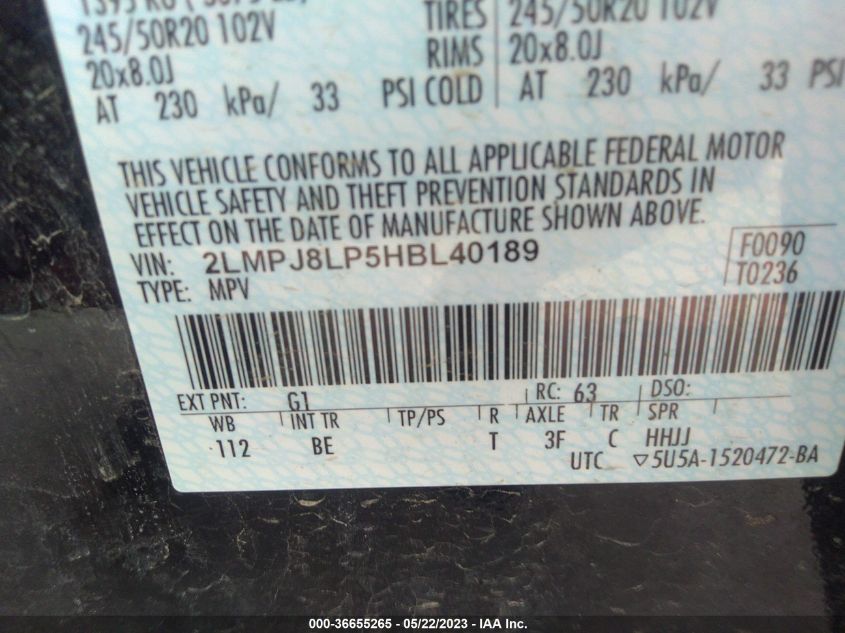 245/50R20 102V TIRES 245/50R20 102V
20x8.0J RIMS 20x8.0J
AT 230 kPa/ 33 PSI COLD AT 230 kPa/ 33 PSI
THIS VEHICLE CONFORMS TO ALL APPLICABLE FEDERAL MOTOR
VEHICLE SAFETY AND THEFT PREVENTION STANDARDS IN
EFFECT ON THE DATE OF MANUFACTURE SHOWN ABOVE.
VIN: 2LMPJ8LP5HBL40189 F0090
TYPE: MPV T0236
EXT PNT: G1 RC: 63 DSO:
WB INT TR TP/PS R AXLE TR SPR
112 BE T 3F C HHJJ
UTC ▽5U5A-1520472-BA
000-36655265 - 05/22/2023 - IAA Inc.